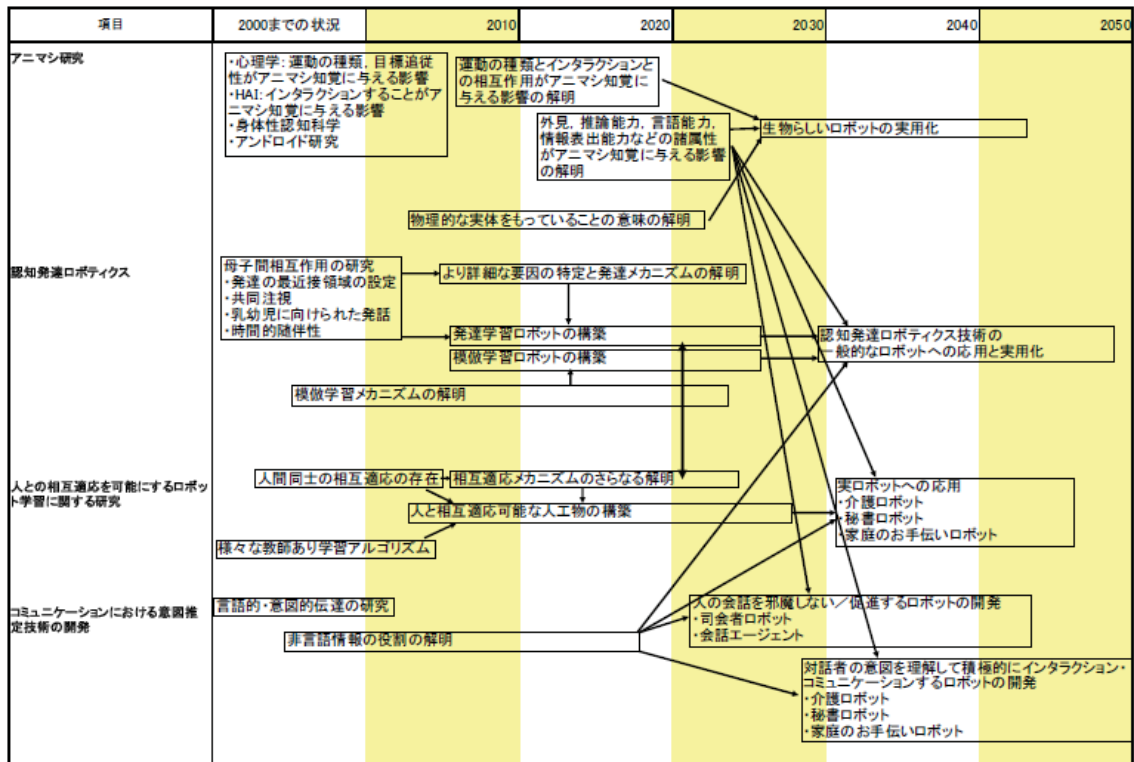 項目
2000までの状況
2010
2020
2030
2040
2050
アニマシ研究
・心理学：運動の種類，目標追従
性がアニマシ知覚に与える影響
・HAI：インタラクションすることがア
ニマシ知覚に与える影響
・身体性認知科学
・アンドロイド研究
運動の種類とインタラクションと
の相互作用がアニマシ知覚に
与える影響の解明
外見，推論能力，言語能力，
情報表出能力などの諸属性
がアニマシ知覚に与える影響
の解明
生物らしいロボットの実用化
物理的な実体をもっていることの意味の解明
認知発達ロボティクス
母子間相互作用の研究
・発達の最近接領域の設定
・共同注視
・乳幼児に向けられた発話
・時間的随伴性
より詳細な要因の特定と発達メカニズムの解明
発達学習ロボットの構築
模倣学習ロボットの構築
認知発達ロボティクス技術の
一般的なロボットへの応用と実用化
模倣学習メカニズムの解明
人との相互適応を可能にするロボッ
ト学習に関する研究
人間同士の相互適応の存在
相互適応メカニズムのさらなる解明
人と相互適応可能な人工物の構築
様々な教師あり学習アルゴリズム
実ロボットへの応用
・介護ロボット
・秘書ロボット
・家庭のお手伝いロボット
コミュニケーションにおける意図推
定技術の開発
言語的・意図的伝達の研究
非言語情報の役割の解明
人の会話を邪魔しない／促進するロボットの開発
・司会者ロボット
・会話エージェント
対話者の意図を理解して積極的にインタラクション・
コミュニケーションするロボットの開発
・介護ロボット
・秘書ロボット
・家庭のお手伝いロボット